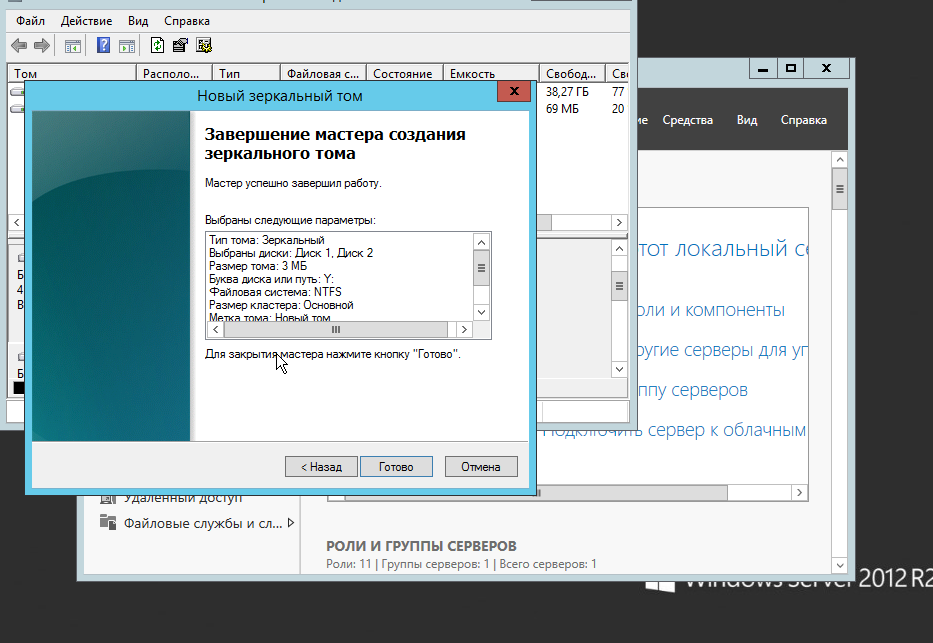 Файл Действие Вид Справка
Том Располо... Тип Файловая с... Состояние Емкость Свобод...
38,27 ГБ 77
69 МБ 20
Новый зеркальный том
Завершение мастера создания
зеркального тома
Мастер успешно завершил работу.
Выбраны следующие параметры:
Тип тома: Зеркальный
Выбраны диски: Диск 1, Диск 2
Размер тома: 3 МБ
Буква диска или путь: Y:
Файловая система: NTFS
Размер кластера: Основной
Метка тома: Новый том
Для закрытия мастера нажмите кнопку "Готово".
< Назад Готово Отмена
Средства Вид Справка
тот локальный
оли и компоненты
ругие серверы для
ппу серверов
Подключить сервер к облачным
Удаленный доступ
Файловые службы и сл...
РОЛИ И ГРУППЫ СЕРВЕРОВ
Роли: 11 | Группы серверов: 1 | Всего серверов: 1
Windows Server 2012 R2